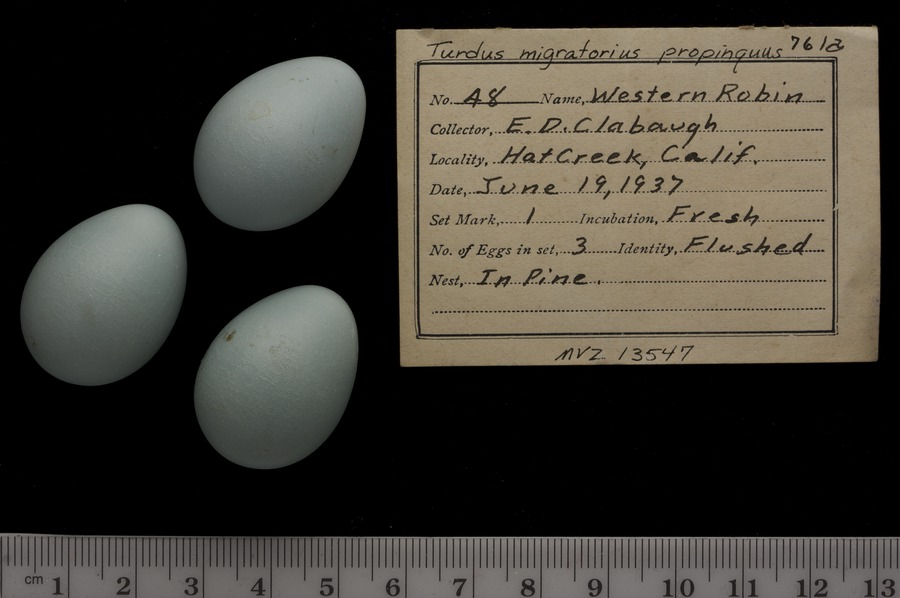 Turdus migratorius propinquus 761a
No. 48 Name, Western Robin
Collector, E. D. Clabaugh
Locality, Hat Creek, Calif.
Date, June 19, 1937
Set Mark, 1 Incubation, Fresh
No. of Eggs in set, 3 Identity, Flushed
Nest, In Pine.
MVZ 13547
cm 1 2 3 4 5 6 7 8 9 10 11 12 13